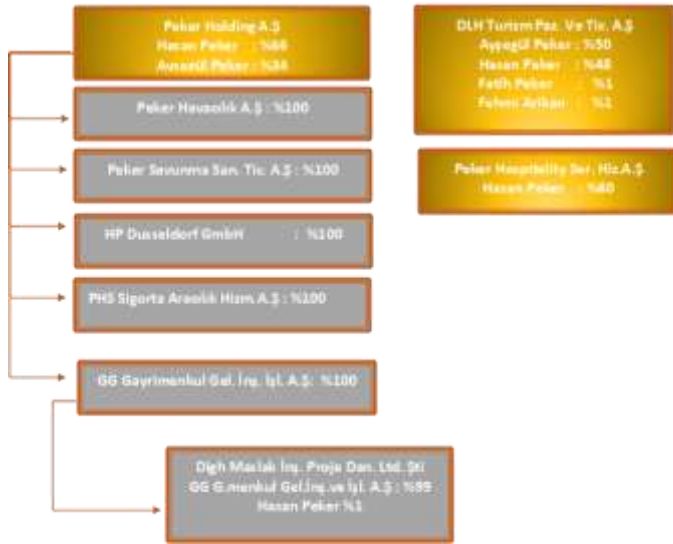 Peker Holding A.Ş
Hasan Peker : %66
Ayşegül Peker : %34
Peker Havacılık A.Ş : %100
Peker Savunma San. Tic. A.Ş : %100
HP Dusseldorf GmbH : %100
PHS Sigorta Aracılık Hizm. A.Ş : %100
GG Gayrimenkul Gel. İnş. İşl. A.Ş: %100
Digh Maslak İnş. Proje Dan. Ltd. Şti
GG G.menkul Gel.İnş.ve İşl. A.Ş : %99
Hasan Peker %1
DLH Turizm Paz. Ve Tic. A.Ş
Ayşegül Peker : %50
Hasan Peker : %48
Fatih Peker : %1
: %1
Peker Hospitality Ser. Hiz.A.Ş
Hasan Peker : %60